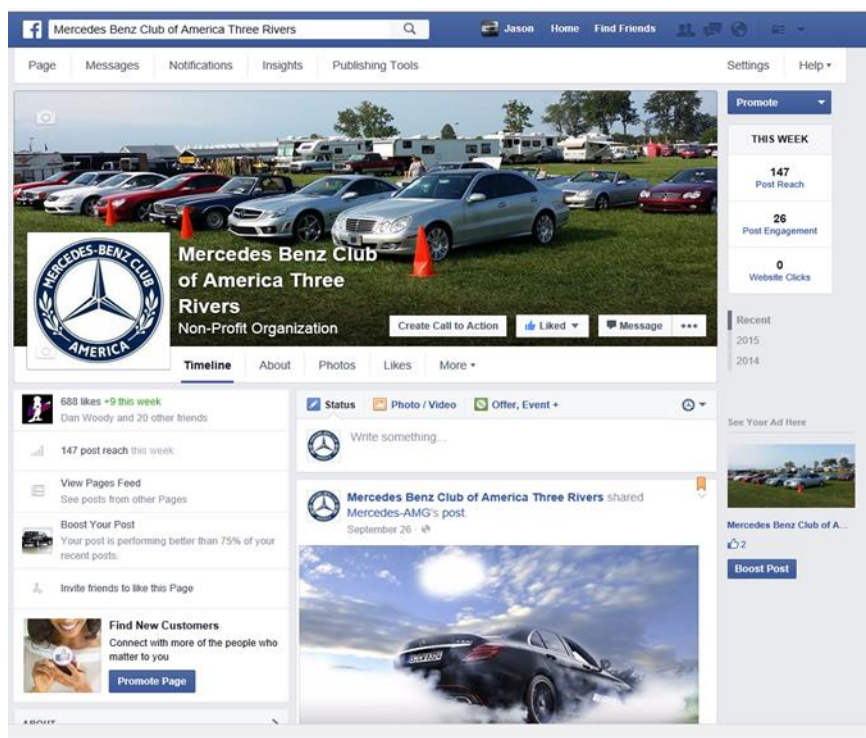 Mercedes Benz Club of America Three Rivers
Jason Home Find Friends
Page Messages Notifications Insights Publishing Tools Settings Help
Promote
THIS WEEK
147
Post Reach
26
Post Engagement
0
Website Clicks
Recent
2015
2014
MERCEDES-BENZ CLUB
AMERICA
Mercedes Benz Club
of America Three
Rivers
Non-Profit Organization
Create Call to Action Liked Message
Timeline About Photos Likes More
688 likes +9 this week
Dan Woody and 20 other friends
147 post reach this week
View Pages Feed
See posts from other Pages
Boost Your Post
Your post is performing better than 75% of your
recent posts.
Invite friends to like this Page
Find New Customers
Connect with more of the people who
matter to you
Promote Page
ABOUT
Status Photo / Video Offer, Event +
Write something...
Mercedes Benz Club of America Three Rivers shared
Mercedes-AMG's post.
September 26
See Your Ad Here
Mercedes Benz Club of A...
2
Boost Post